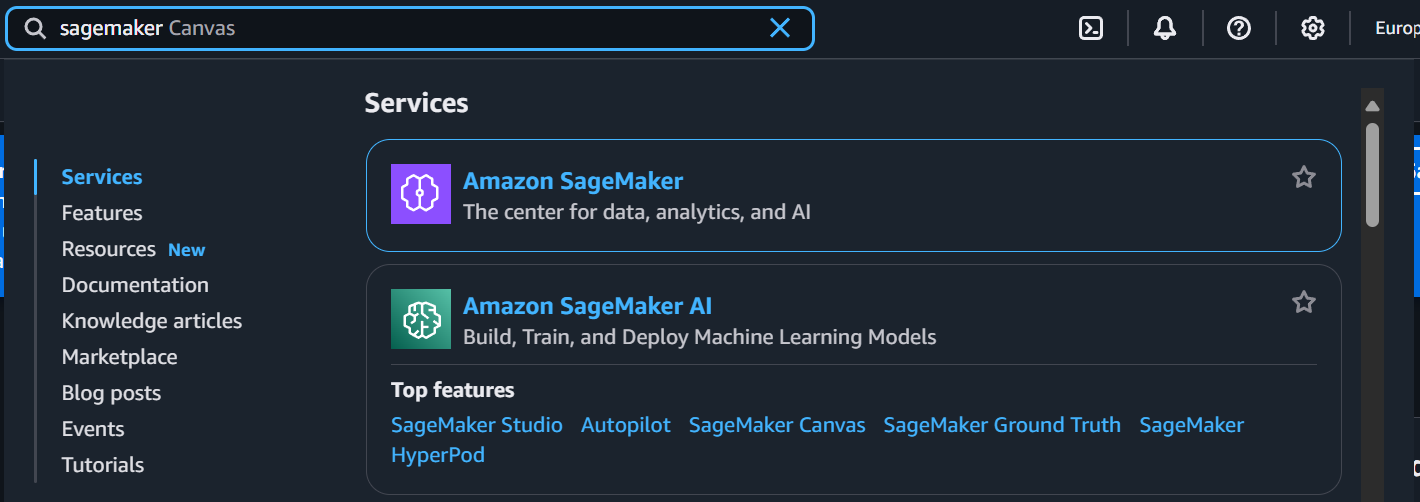 sagemaker Canvas
Europ
Services
Services
Features
Resources New
Documentation
Knowledge articles
Marketplace
Blog posts
Events
Tutorials
Amazon SageMaker
The center for data, analytics, and AI
Amazon SageMaker AI
Build, Train, and Deploy Machine Learning Models
Top features
SageMaker Studio Autopilot SageMaker Canvas SageMaker Ground Truth SageMaker
HyperPod